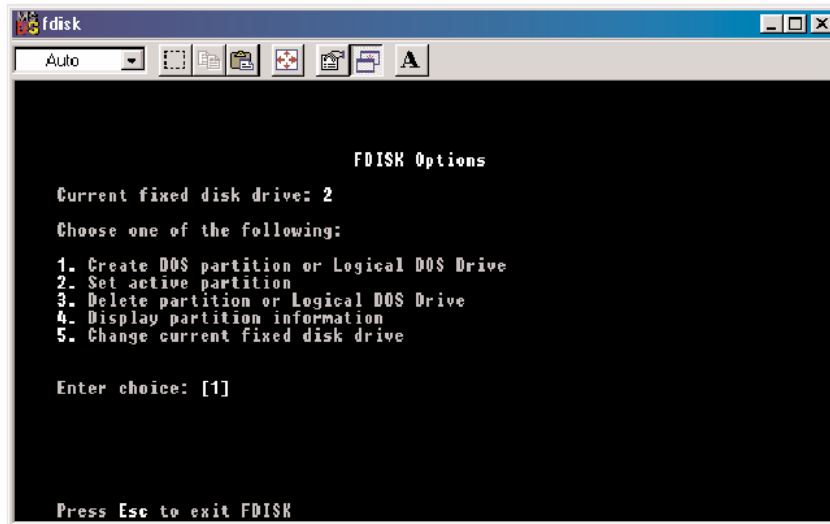 fdisk
Auto
A
FDISK Options
Current fixed disk drive: 2
Choose one of the following:
1. Create DOS partition or Logical DOS Drive
2. Set active partition
3. Delete partition or Logical DOS Drive
4. Display partition information
5. Change current fixed disk drive
Enter choice: [1]
Press Esc to exit FDISK